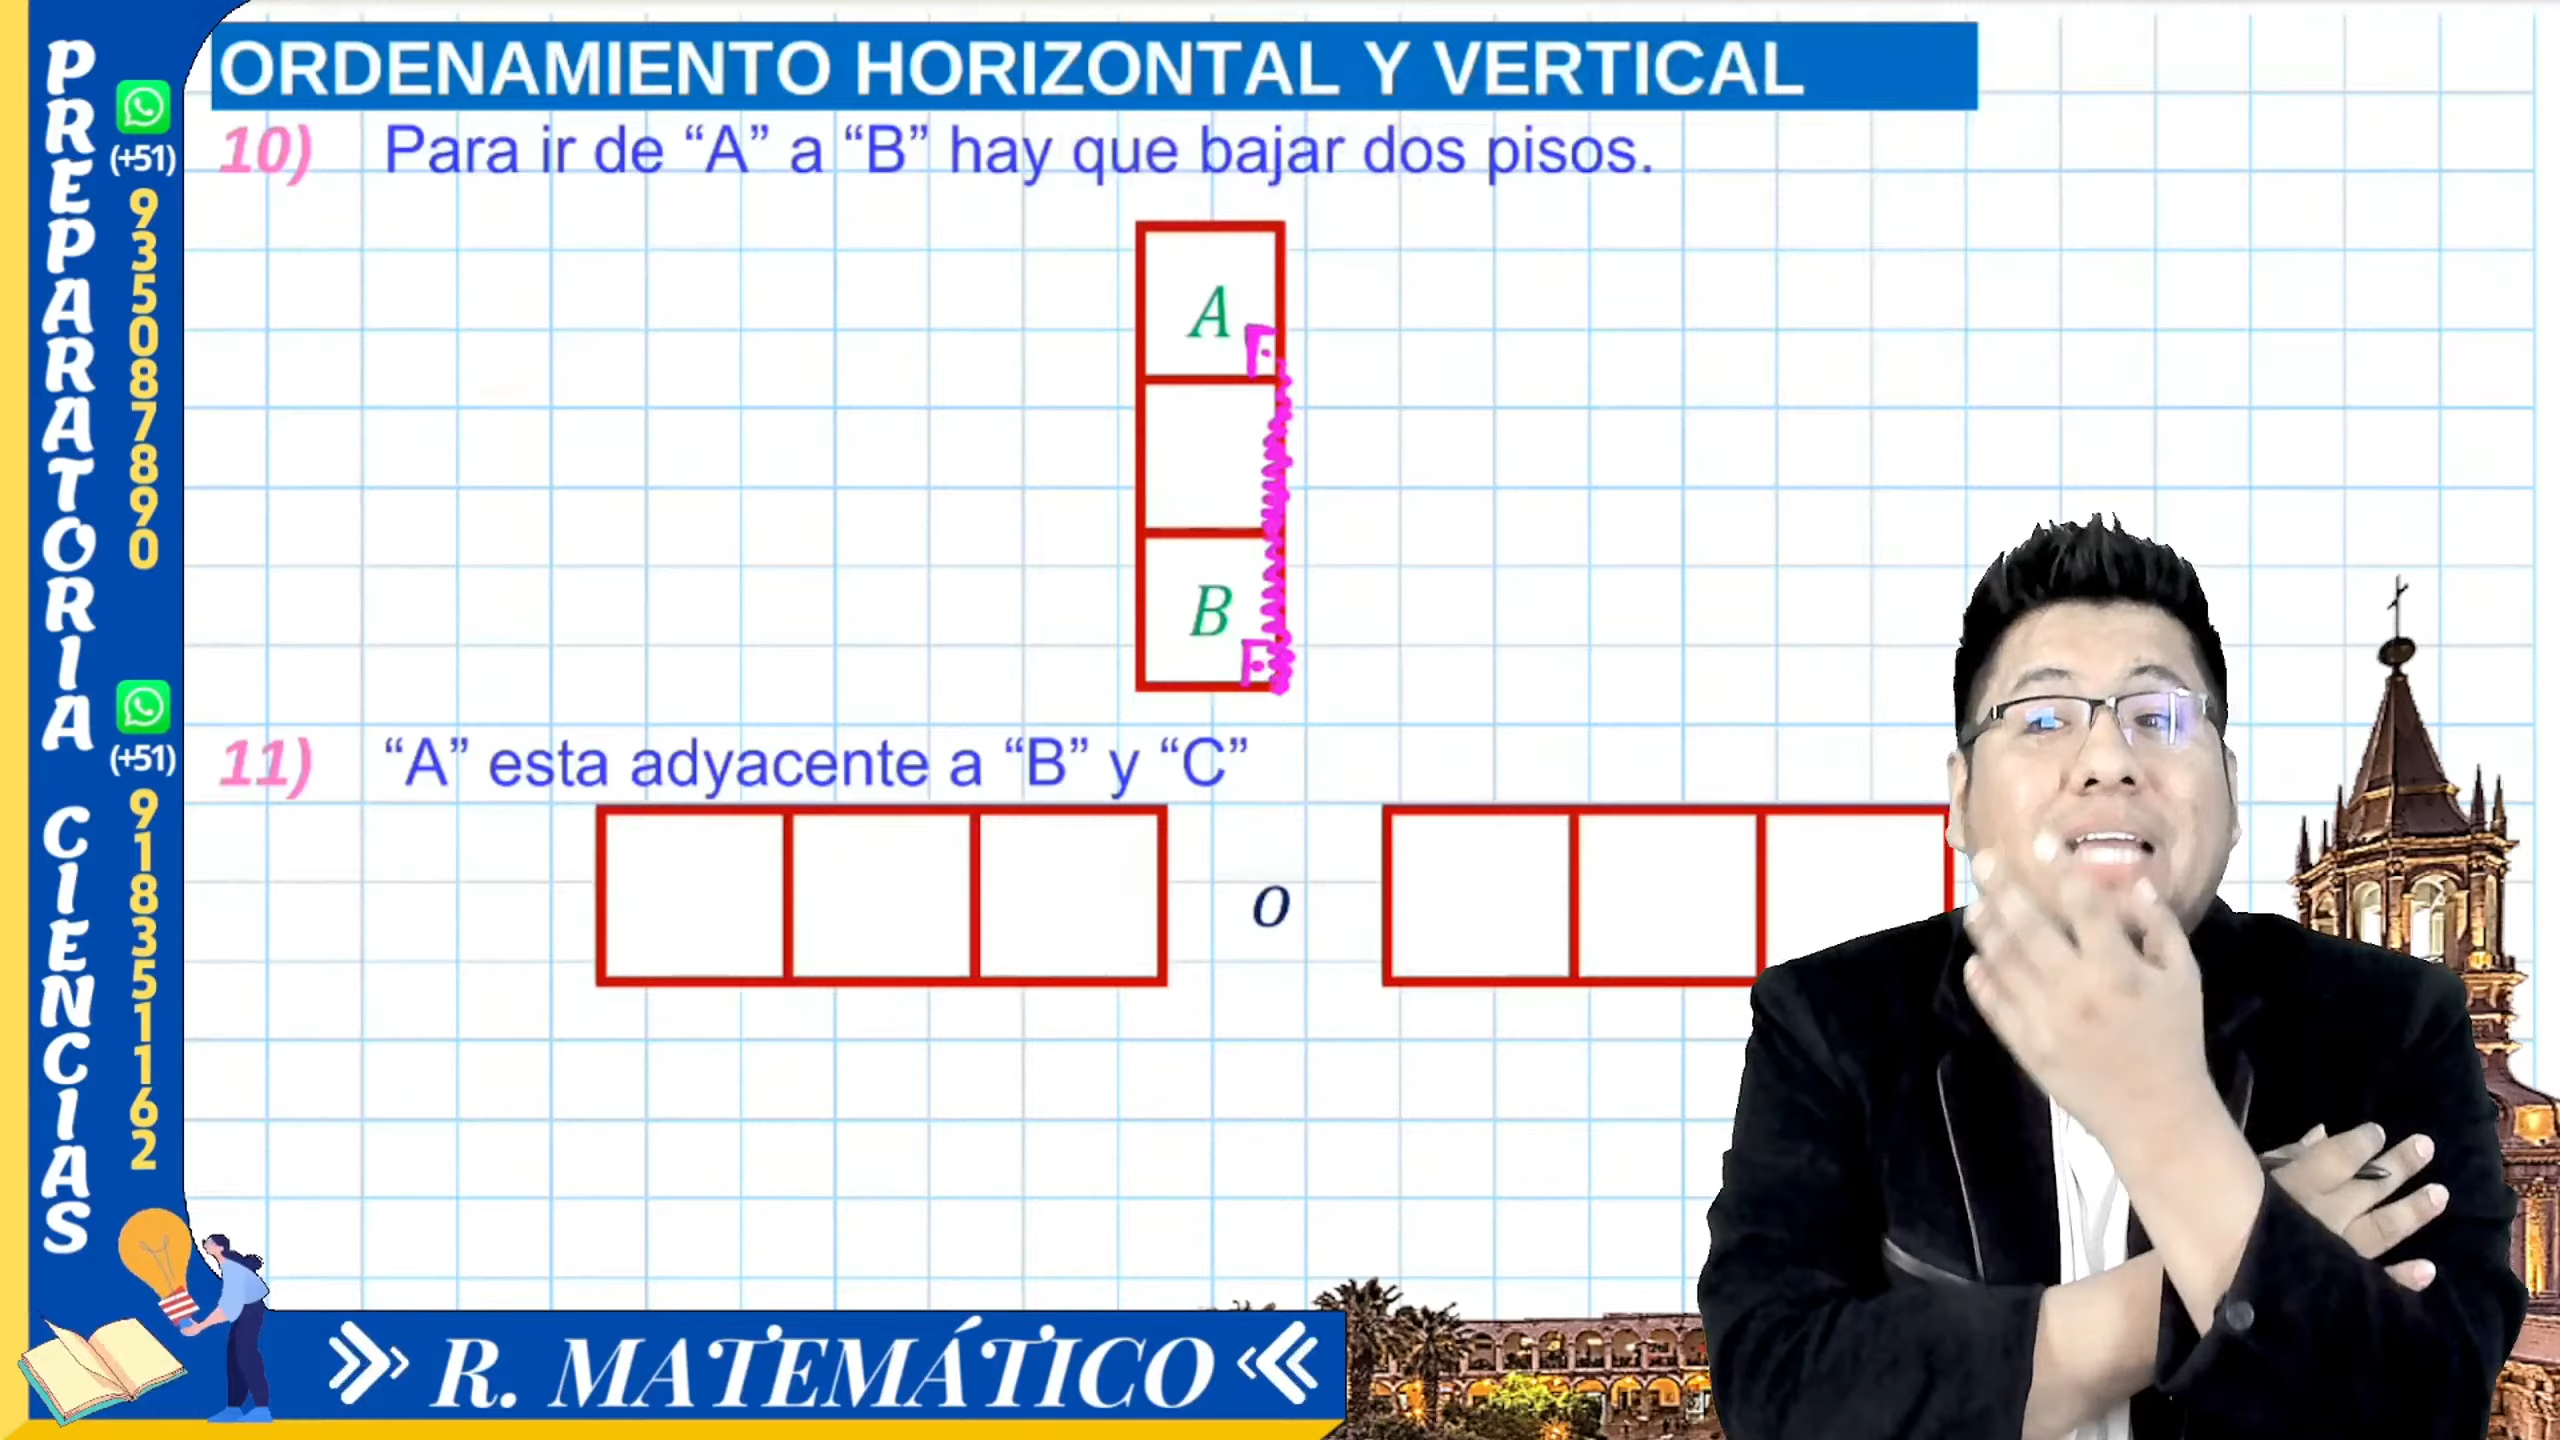 PREPARATORIA CIENCIAS
(+51)
935087890
(+51)
918351162
ORDENAMIENTO HORIZONTAL Y VERTICAL
10) Para ir de “A” a “B” hay que bajar dos pisos.
A
B
11) “A” esta adyacente a “B” y “C”
o
R. MATEMÁTICO